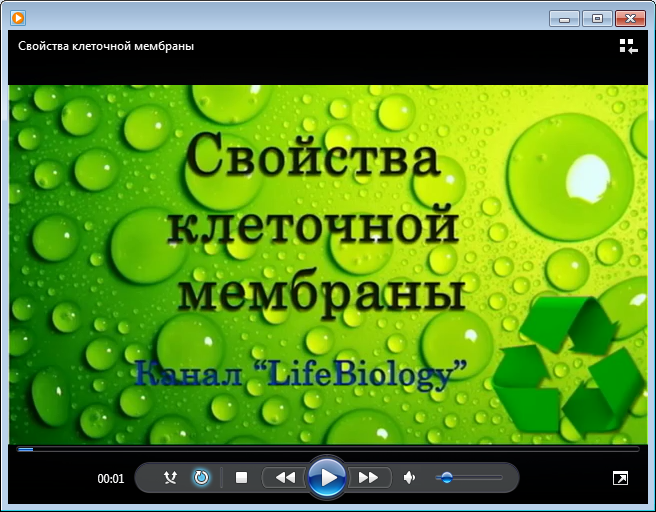 Свойства клеточной мембраны
Свойства
клеточной
мембраны
Канал “LifeBiology”
00:01